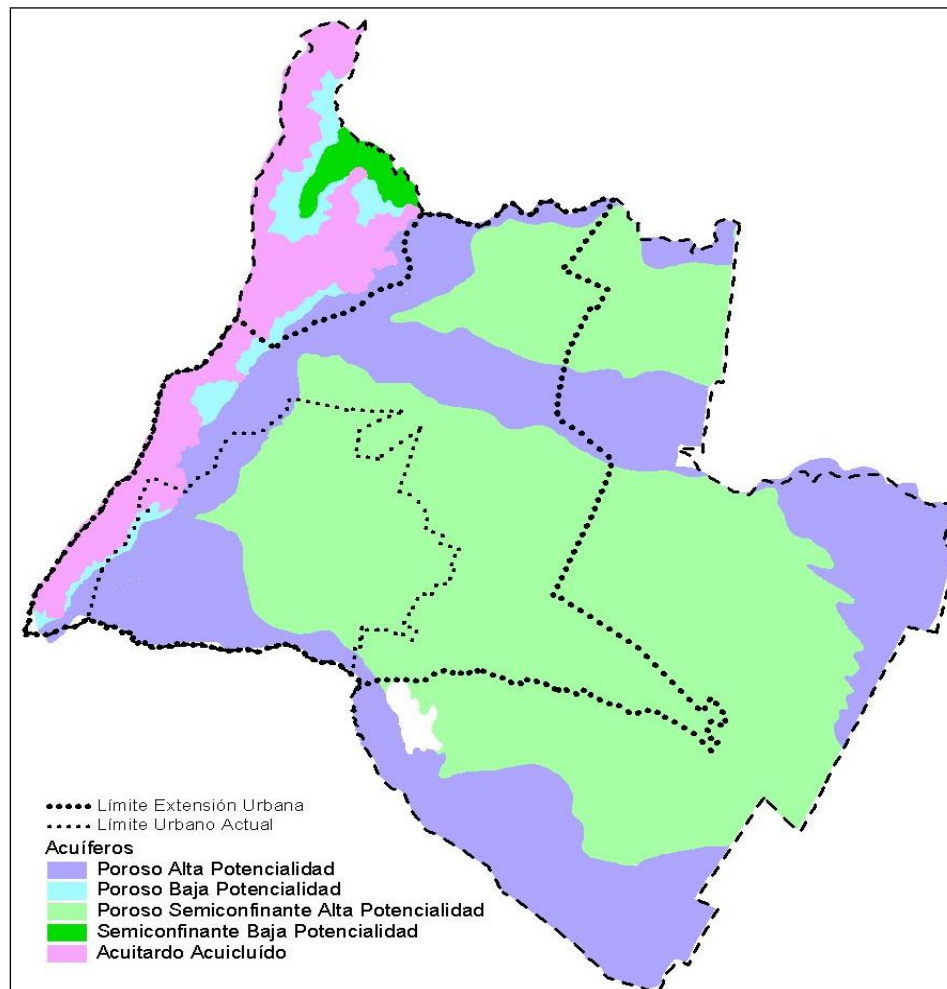 Límite Extensión Urbana
Límite Urbano Actual
Acuíferos
Poroso Alta Potencialidad
Poroso Baja Potencialidad
Poroso Semiconfinante Alta Potencialidad
Semiconfinante Baja Potencialidad
Acuitardo Acuicluído